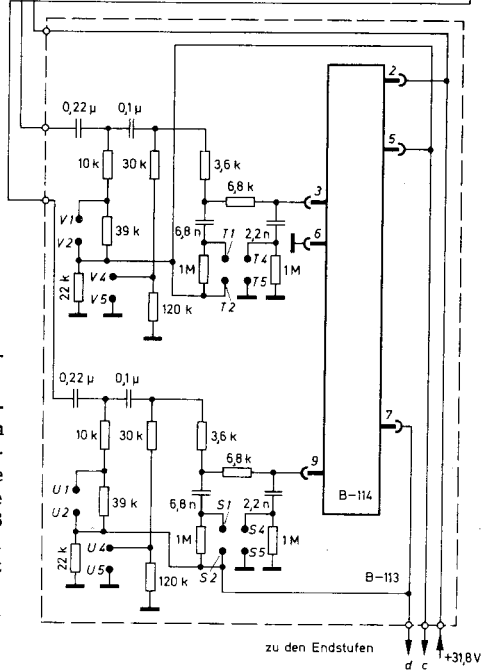 2
0,22 µ 0,1 µ
5
10 k 30 k 3,6 k
6,8 k 3
V1
39 k 6,8 n T1 2,2 n 6
V2
V4 1M T4 1M
22 k V5 T2 T5
120 k
0,22 µ 0,1 µ
7
10 k 30 k 3,6 k
6,8 k 9
U1 B-114
39 k 6,8 n S1 2,2 n
U2
U4 1M S4 1M
22 k U5 S2 S5 B-113
120 k
zu den Endstufen d c +31,8 V